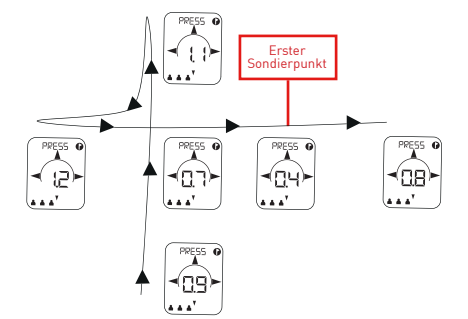 PRESS
1.1
Erster
Sondierpunkt
PRESS
1.2
PRESS
0.7
PRESS
0.4
PRESS
0.8
PRESS
0.9